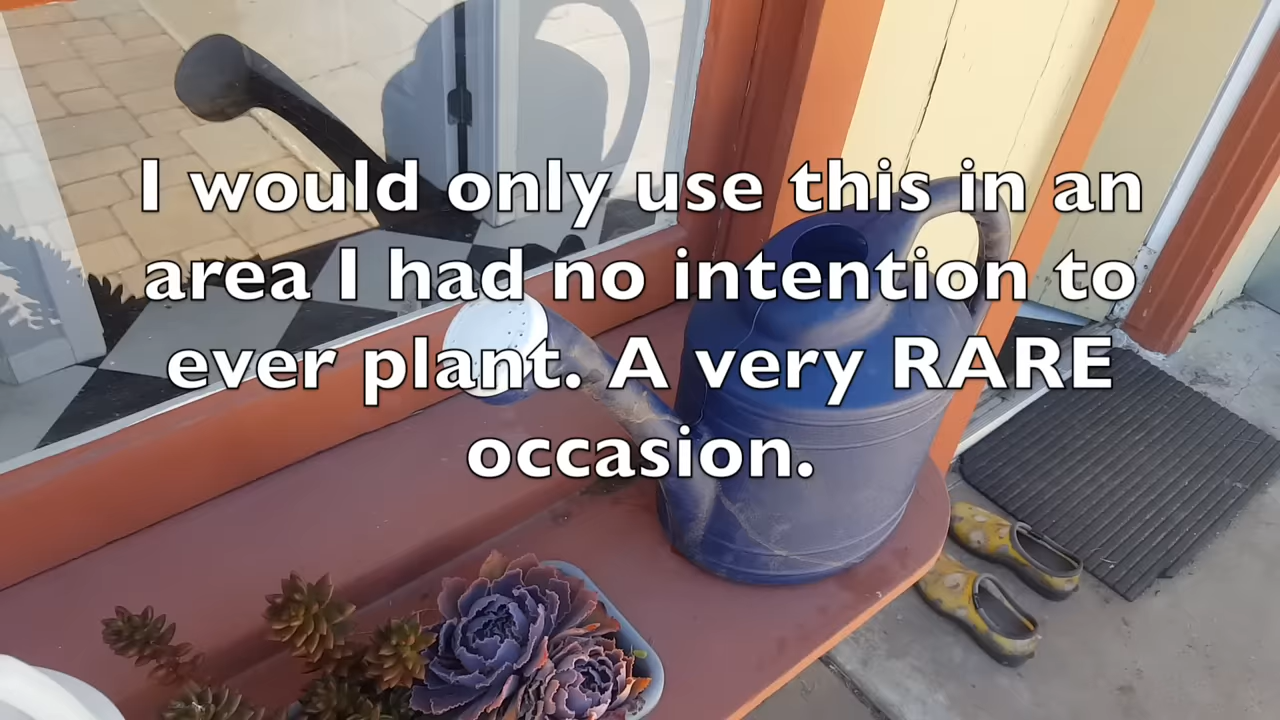 I would only use this in an
area I had no intention to
ever plant. A very RARE
occasion.